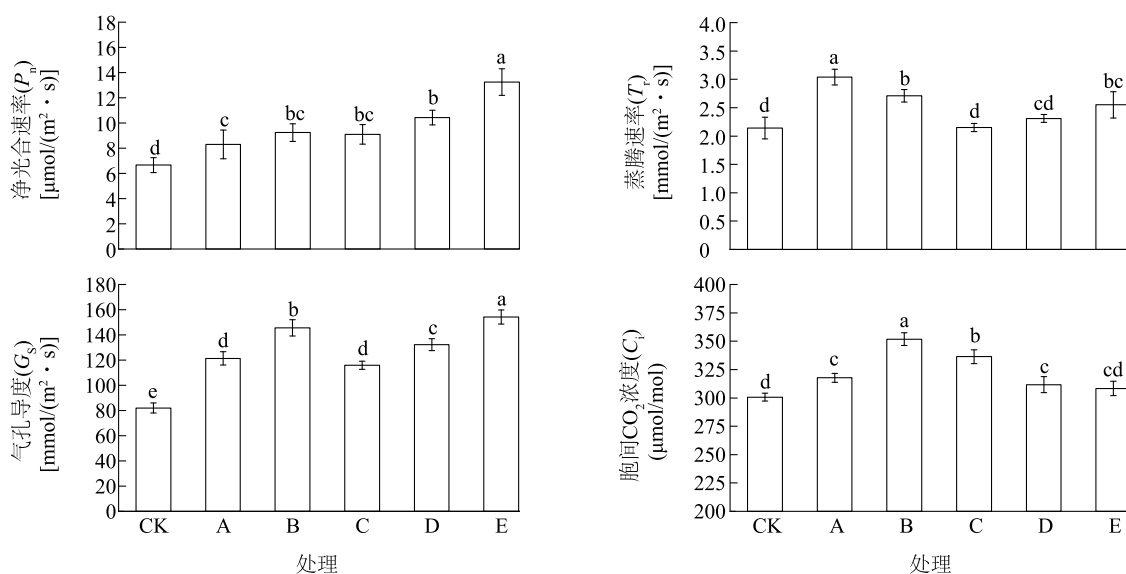 净光合速率(Pn)
[μmol/(m²·s)]
18
16
14
12
10
8
6
4
2
0
d
c
bc
bc
b
a
蒸腾速率(Tr)
[mmol/(m²·s)]
4.0
3.0
2.5
2.0
1.5
1.0
0.5
0
d
a
b
d
cd
bc
气孔导度(GS)
[mmol/(m²·s)]
180
160
140
120
100
80
60
40
20
0
e
d
b
d
c
a
CK A B C D E
处理
胞间CO₂浓度(Ci)
(μmol/mol)
400
375
350
325
300
275
250
225
200
d
c
a
b
c
cd
CK A B C D E
处理